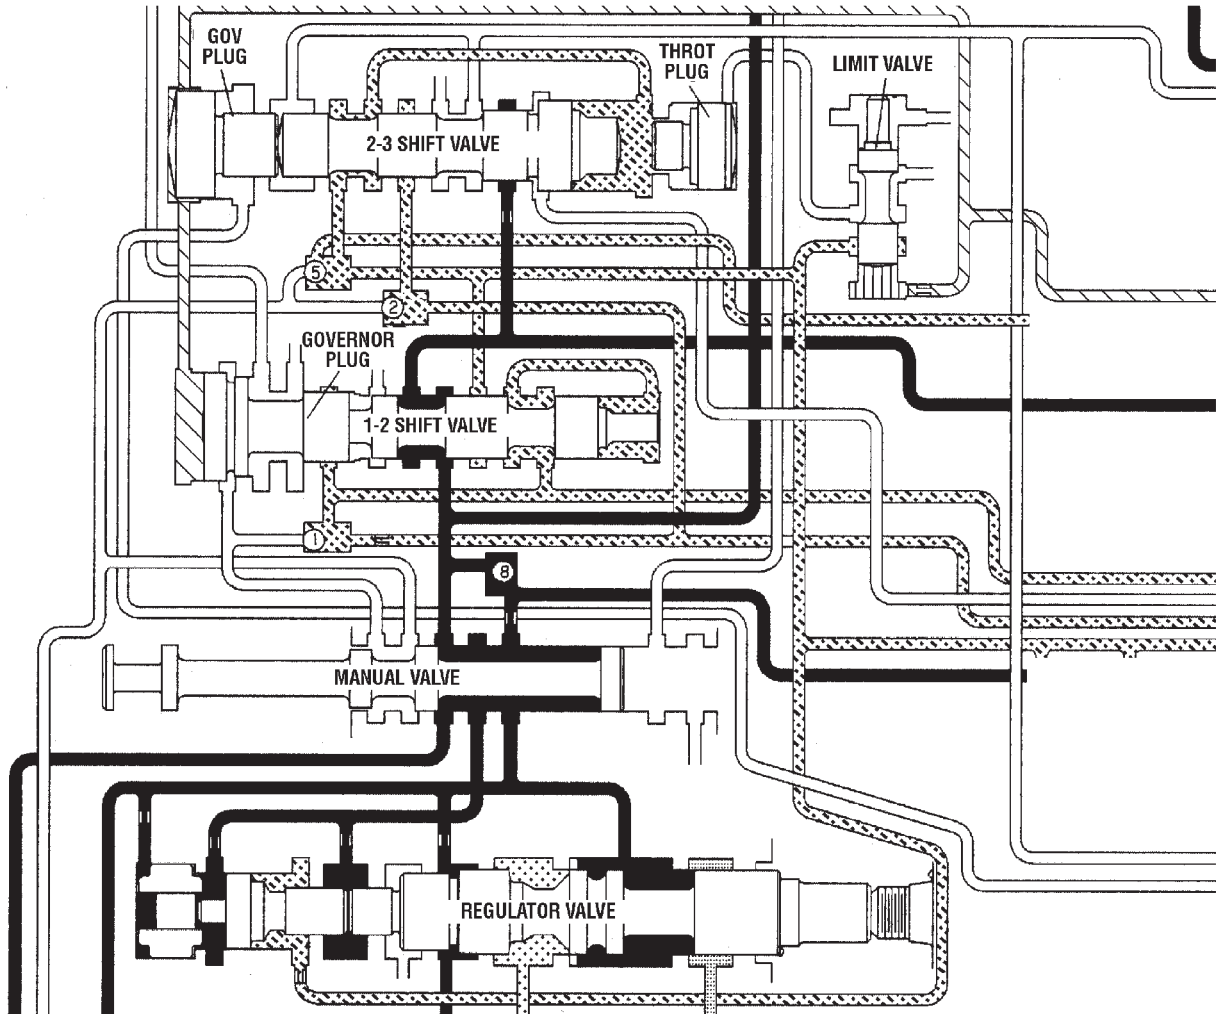 GOV
PLUG
THROT
PLUG
LIMIT VALVE
2-3 SHIFT VALVE
5
2
GOVERNOR
PLUG
1-2 SHIFT VALVE
1
8
MANUAL VALVE
REGULATOR VALVE